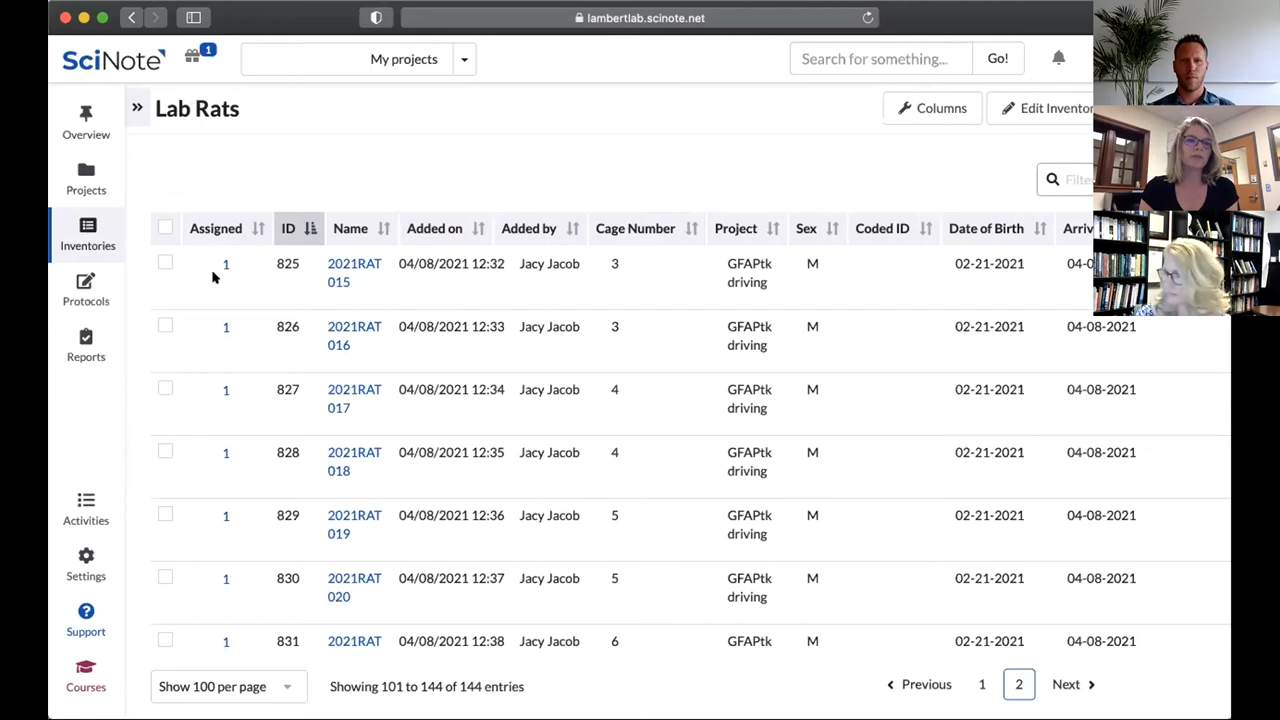 lambertlab.scinote.net
SciNote
1
My projects
Search for something...
Go!
Overview
Projects
Inventories
Protocols
Reports
Activities
Settings
Support
Courses
» Lab Rats
Columns
Edit Inventor
Filte
Assigned ID Name Added on Added by Cage Number Project Sex Coded ID Date of Birth Arriv
1 825 2021RAT 04/08/2021 12:32 Jacy Jacob 3 GFAPtk M 02-21-2021 04-0
015 driving
1 826 2021RAT 04/08/2021 12:33 Jacy Jacob 3 GFAPtk M 02-21-2021 04-08-2021
016 driving
1 827 2021RAT 04/08/2021 12:34 Jacy Jacob 4 GFAPtk M 02-21-2021 04-08-2021
017 driving
1 828 2021RAT 04/08/2021 12:35 Jacy Jacob 4 GFAPtk M 02-21-2021 04-08-2021
018 driving
1 829 2021RAT 04/08/2021 12:36 Jacy Jacob 5 GFAPtk M 02-21-2021 04-08-2021
019 driving
1 830 2021RAT 04/08/2021 12:37 Jacy Jacob 5 GFAPtk M 02-21-2021 04-08-2021
020 driving
1 831 2021RAT 04/08/2021 12:38 Jacy Jacob 6 GFAPtk M 02-21-2021 04-08-2021
Show 100 per page
Showing 101 to 144 of 144 entries
Previous 1 2 Next